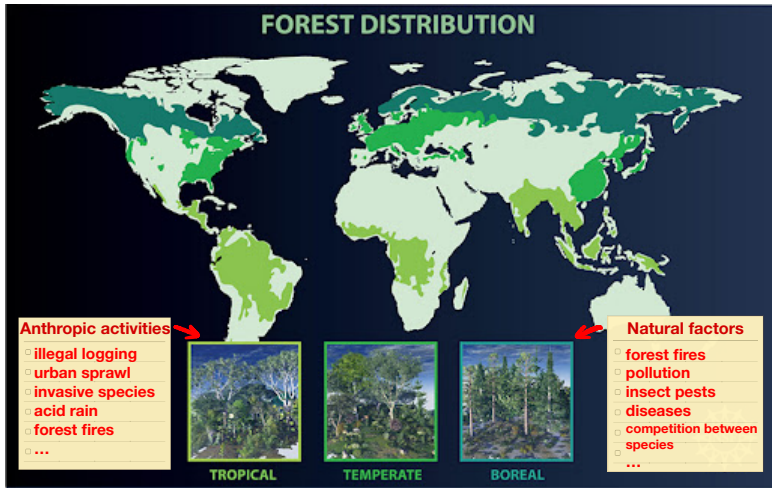 FOREST DISTRIBUTION
Anthropic activities
illegal logging
urban sprawl
invasive species
acid rain
forest fires
...
Natural factors
forest fires
pollution
insect pests
diseases
competition between
species
...
TROPICAL
TEMPERATE
BOREAL